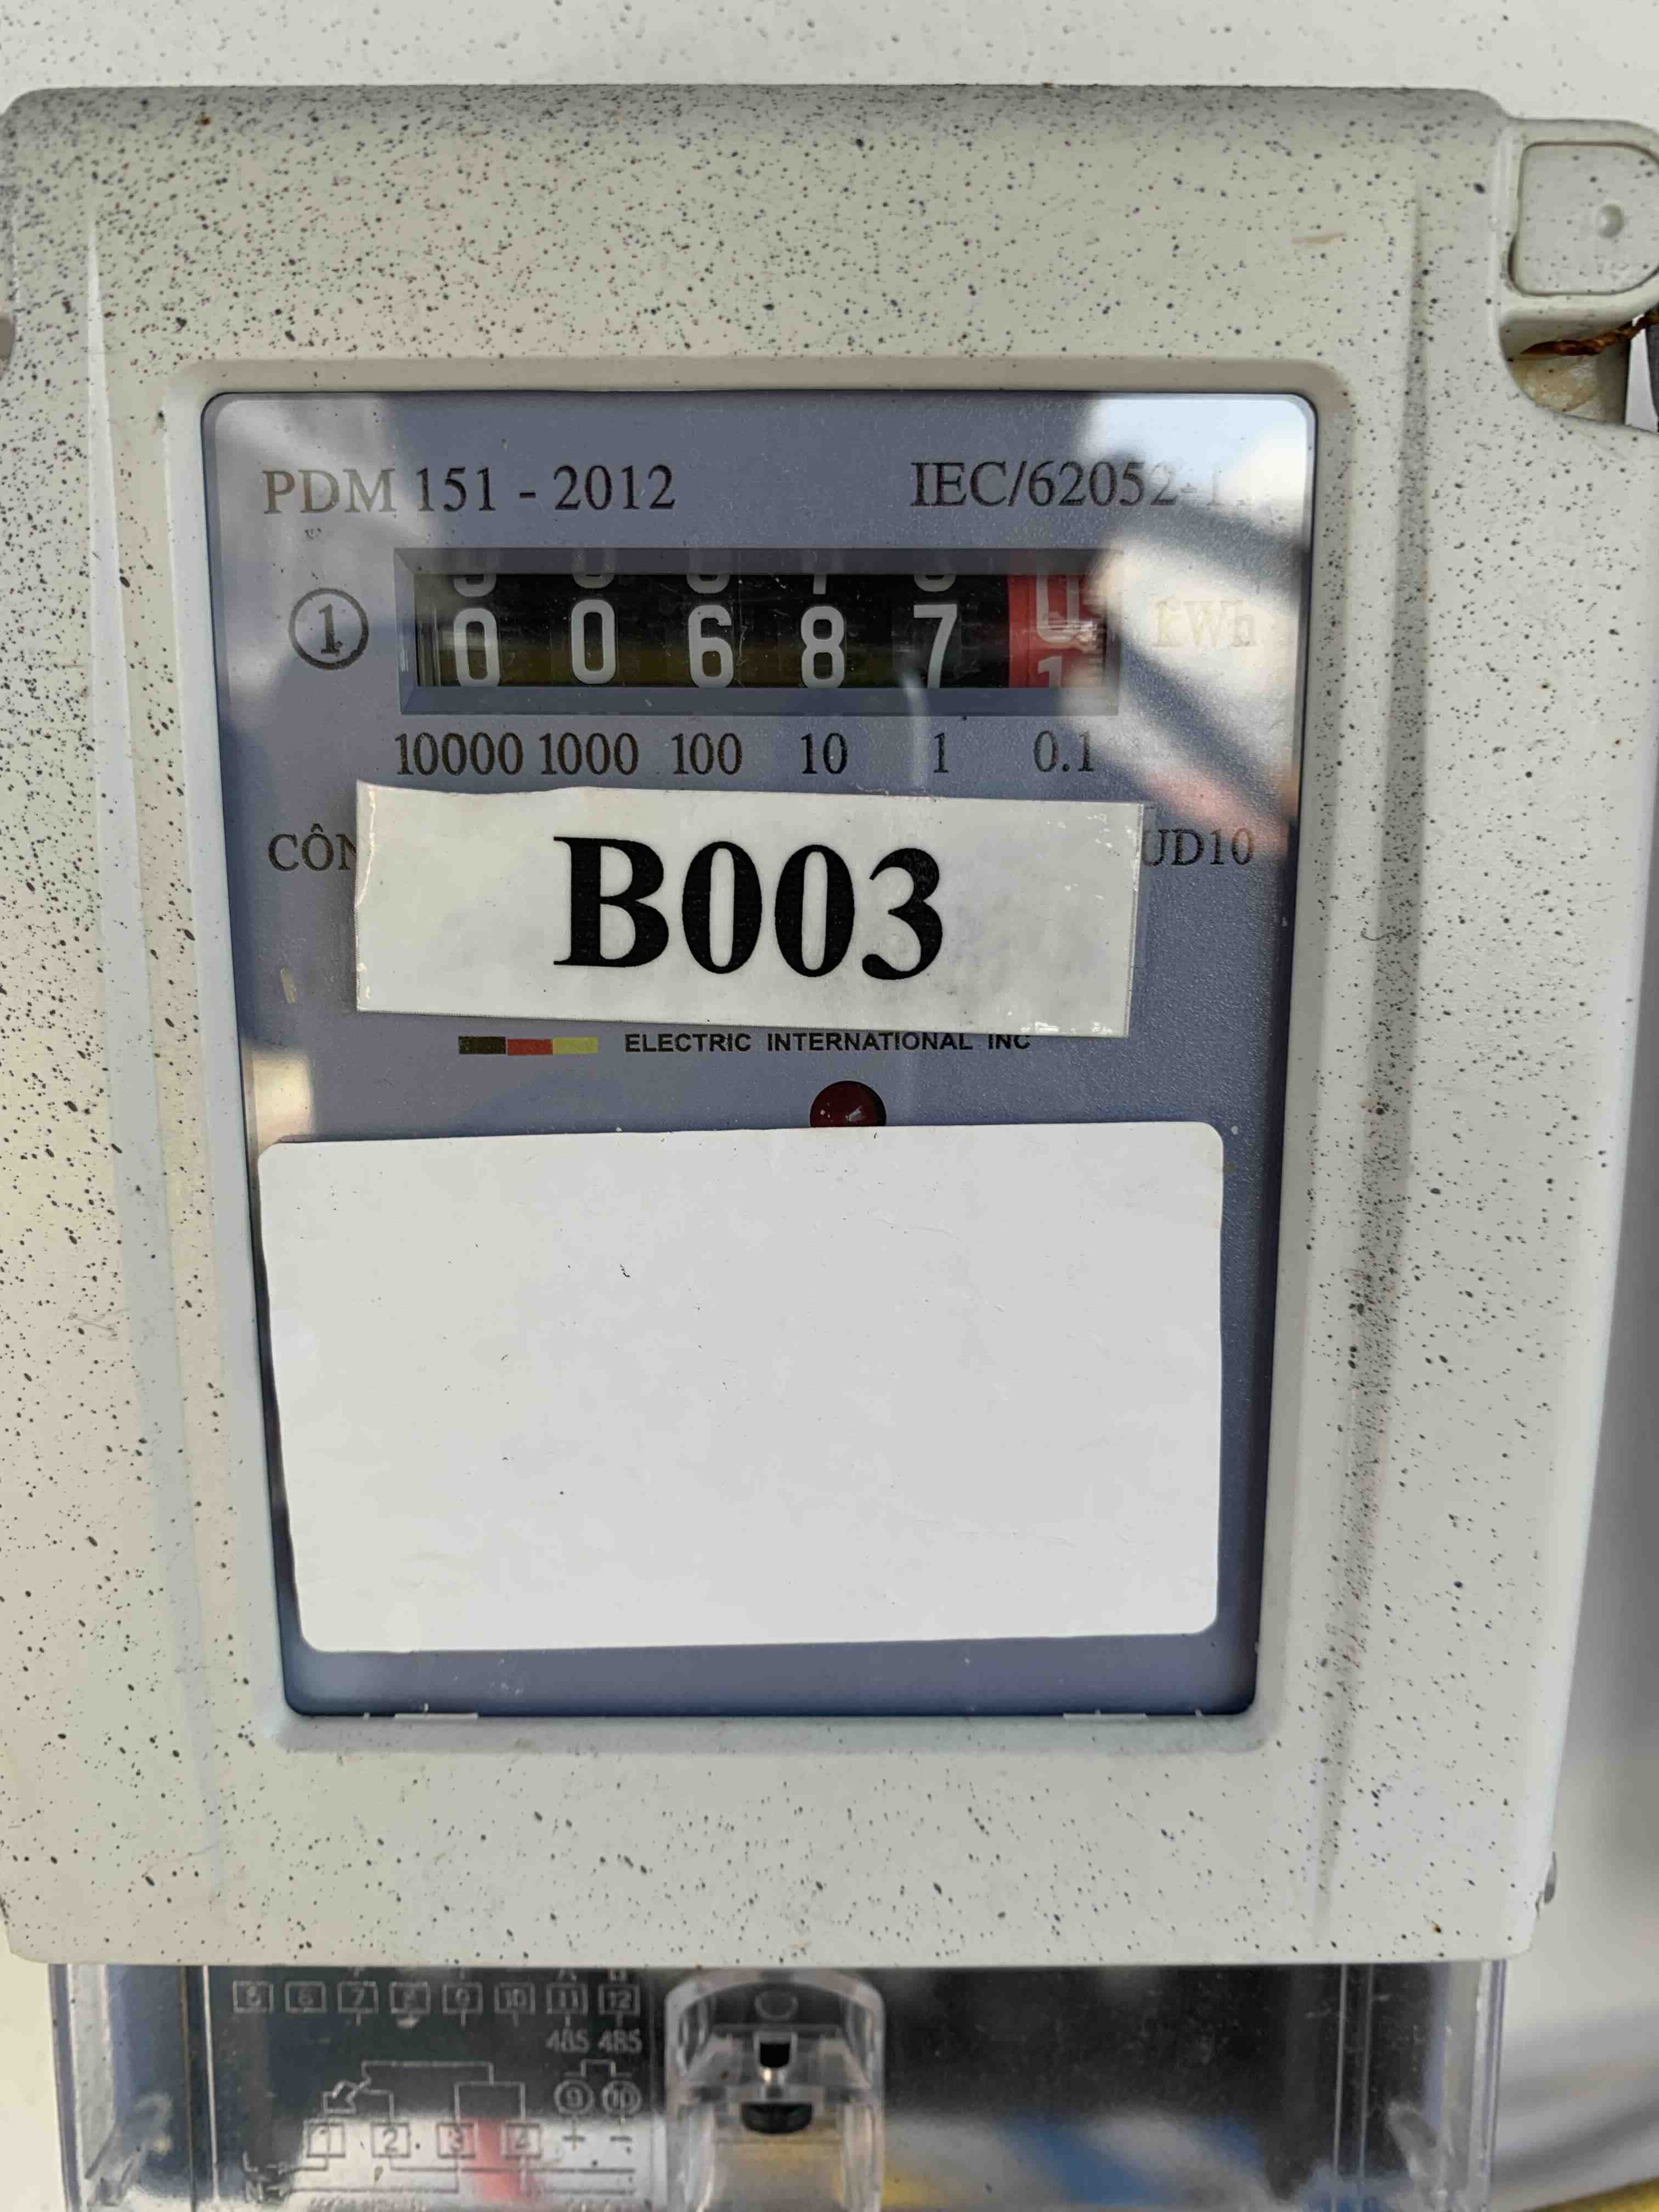 PDM 151 - 2012 IEC/62052-11
1 0 0 6 8 7 0 kWh
10000 1000 100 10 1 0.1
CÔN UD10
B003
ELECTRIC INTERNATIONAL INC
5 6 7 8 9 10 11 12
485 485
9 10
1 2 3 4 + -